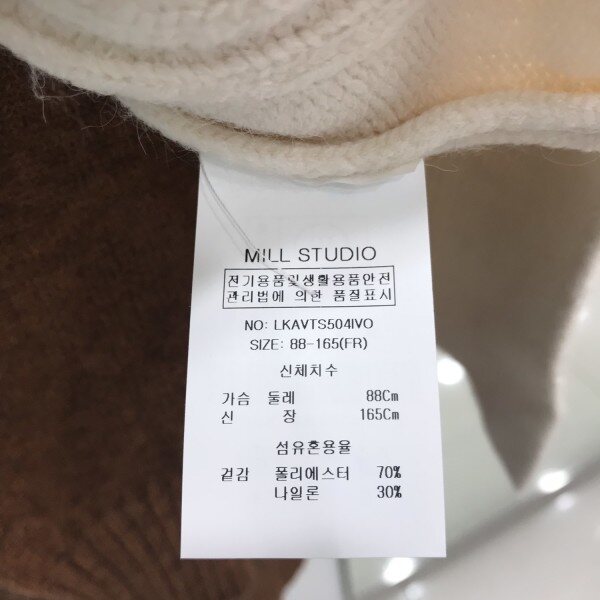 MILL STUDIO
전기용품및생활용품안전
관리법에 의한 품질표시
NO: LKAVTS504IVO
SIZE: 88-165(FR)
신체치수
가슴 둘레 88Cm
신 장 165Cm
섬유혼용율
겉감 폴리에스터 70%
나일론 30%